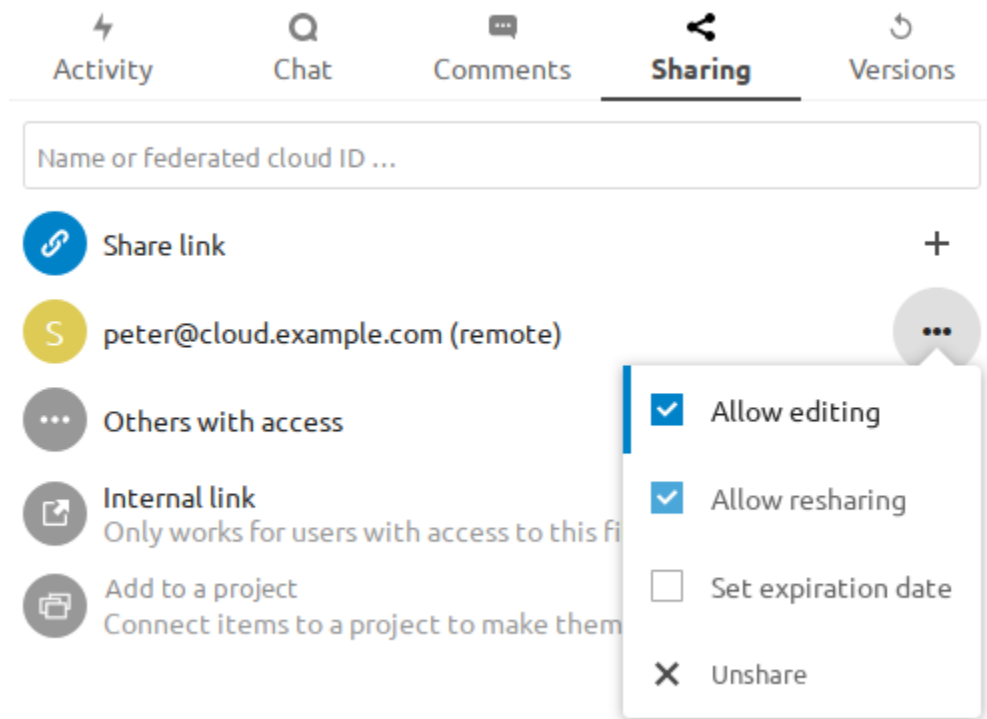 Activity Chat Comments Sharing Versions
Name or federated cloud ID ...
Share link
S peter@cloud.example.com (remote)
Others with access
Allow editing
Internal link
Only works for users with access to this fi
Allow resharing
Add to a project
Connect items to a project to make them
Set expiration date
Unshare